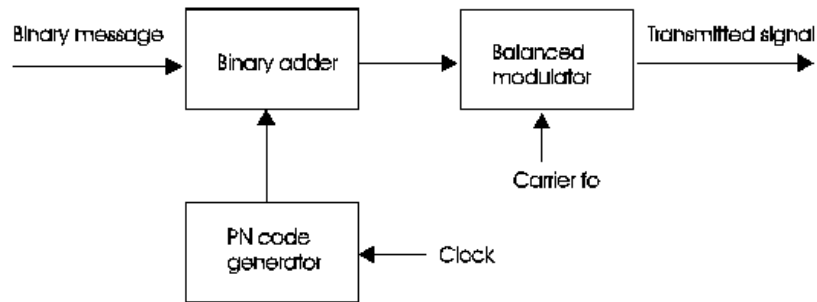 Binary message
Binary adder
Balanced
modulator
Transmitted signal
Carrier fo
PN code
generator
Clock